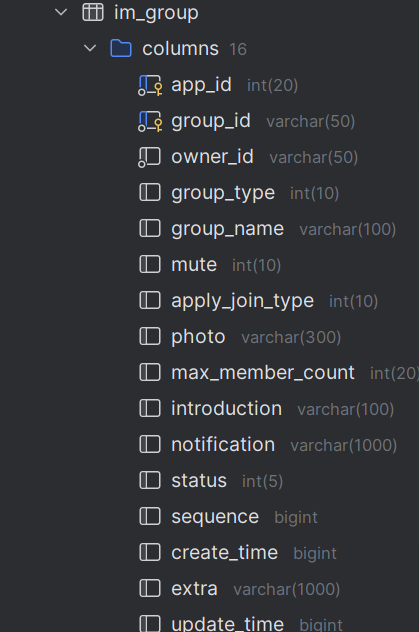 im_group
columns 16
app_id int(20)
group_id varchar(50)
owner_id varchar(50)
group_type int(10)
group_name varchar(100)
mute int(10)
apply_join_type int(10)
photo varchar(300)
max_member_count int(20)
introduction varchar(100)
notification varchar(1000)
status int(5)
sequence bigint
create_time bigint
extra varchar(1000)
update_time bigint